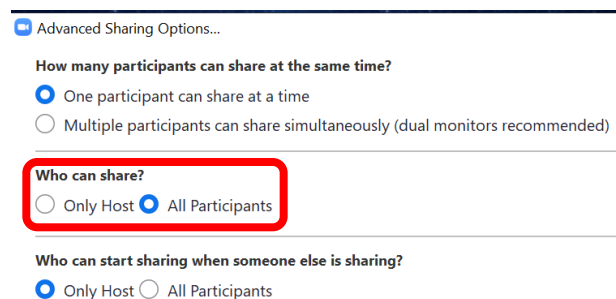 Advanced Sharing Options...
How many participants can share at the same time?
One participant can share at a time
Multiple participants can share simultaneously (dual monitors recommended)
Who can share?
Only Host All Participants
Who can start sharing when someone else is sharing?
Only Host All Participants